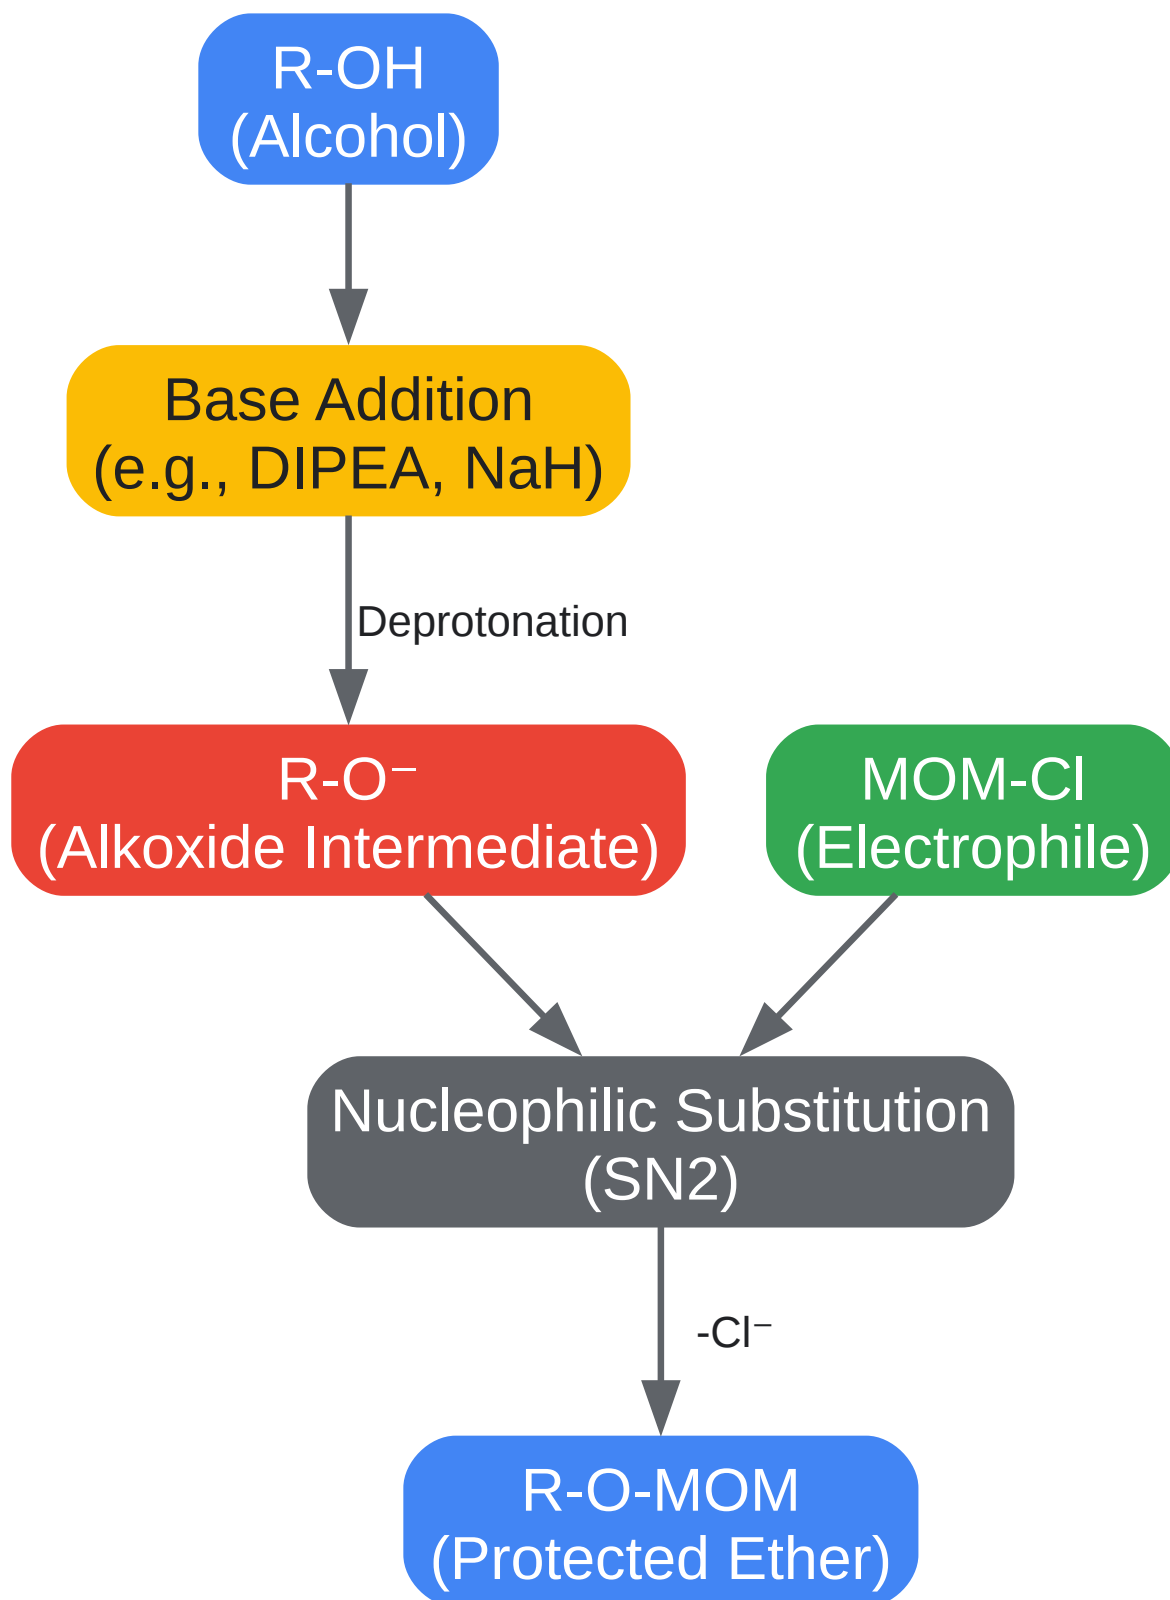 R-OH
(Alcohol)
Base Addition
(e.g., DIPEA, NaH)
Deprotonation
R-O⁻
(Alkoxide Intermediate)
MOM-Cl
(Electrophile)
Nucleophilic Substitution
(SN2)
-Cl⁻
R-O-MOM
(Protected Ether)